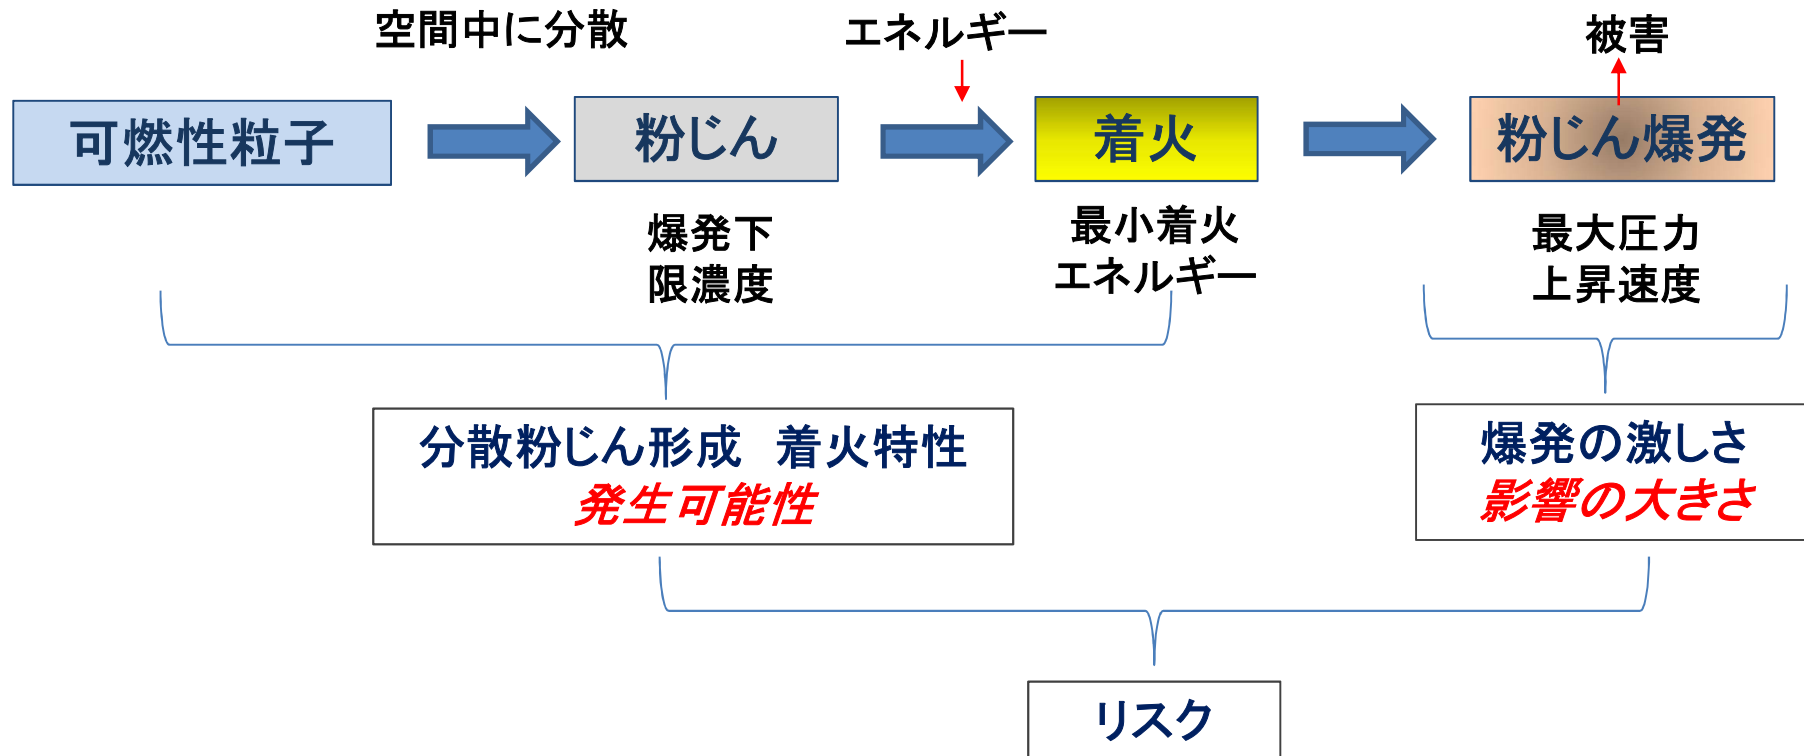 空間中に分散
エネルギー
被害
可燃性粒子
粉じん
着火
粉じん爆発
爆発下
限濃度
最小着火
エネルギー
最大圧力
上昇速度
分散粉じん形成　着火特性
発生可能性
爆発の激しさ
影響の大きさ
リスク